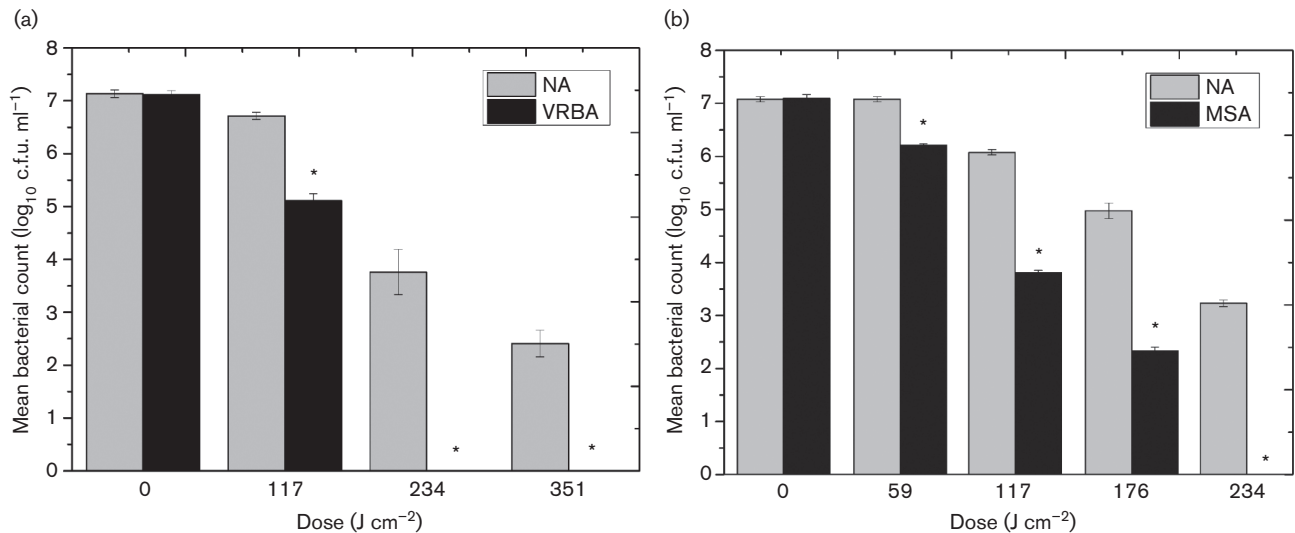 (a)
8
7
6
5
4
3
2
1
0
Mean bacterial count (log₁₀ c.f.u. ml⁻¹)
NA
VRBA
*
*
*
0 117 234 351
Dose (J cm⁻²)
(b)
8
7
6
5
4
3
2
1
0
Mean bacterial count (log₁₀ c.f.u. ml⁻¹)
NA
MSA
*
*
*
*
0 59 117 176 234
Dose (J cm⁻²)